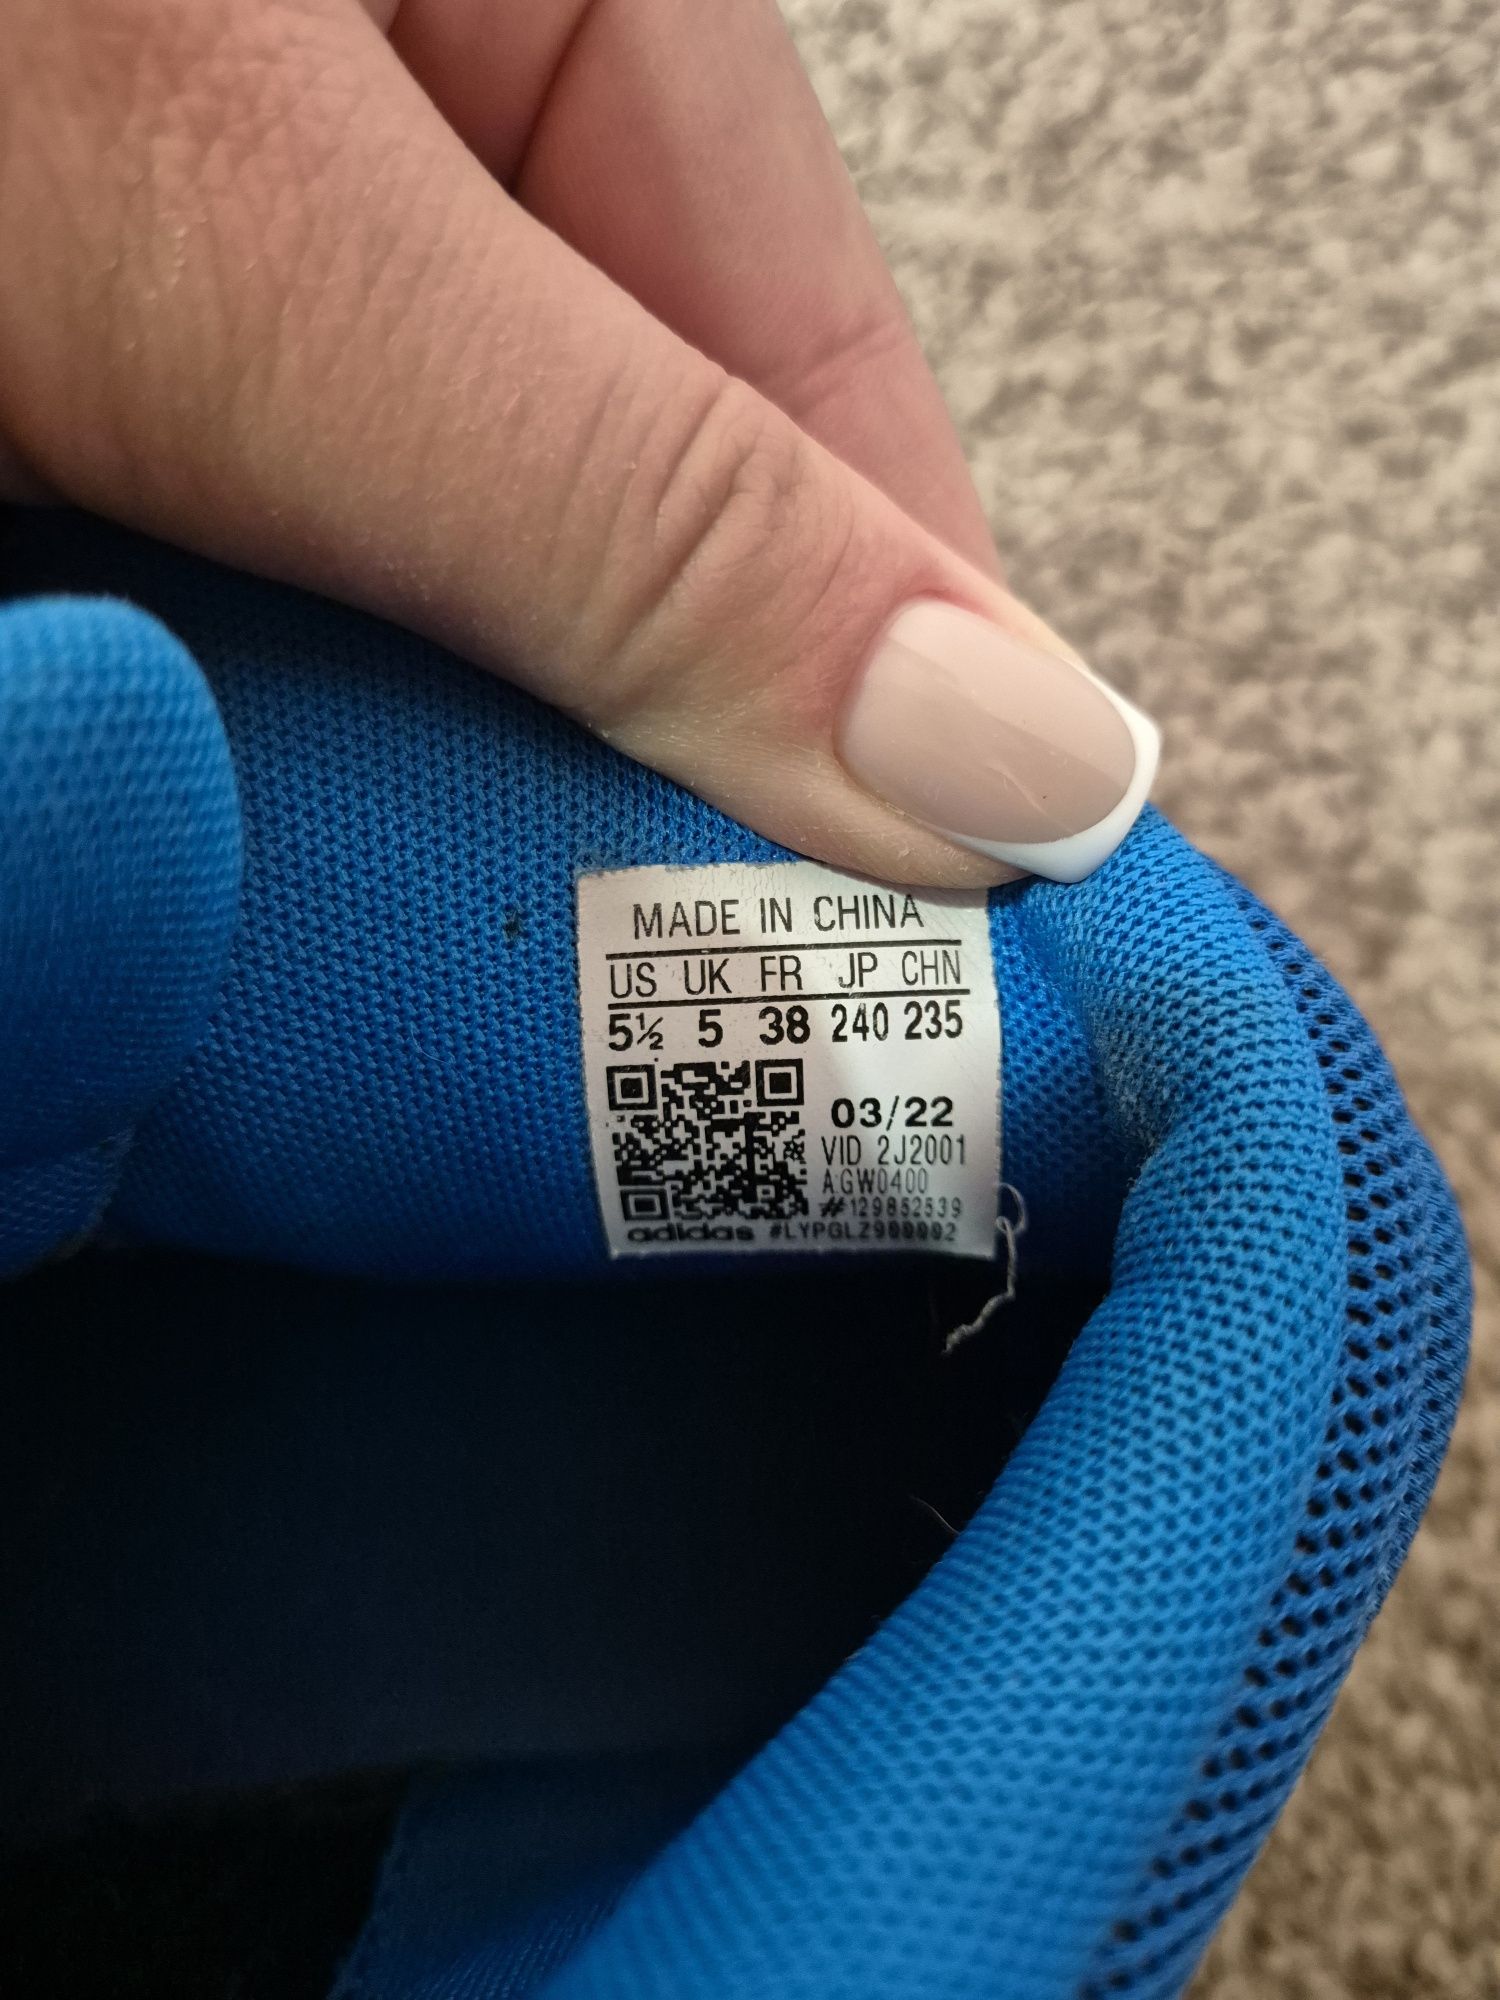 MADE IN CHINA
US UK FR JP CHN
5½ 5 38 240 235
03/22
VID 2J2001
AGW0400
#129852539
adidas #LYPGLZ900002